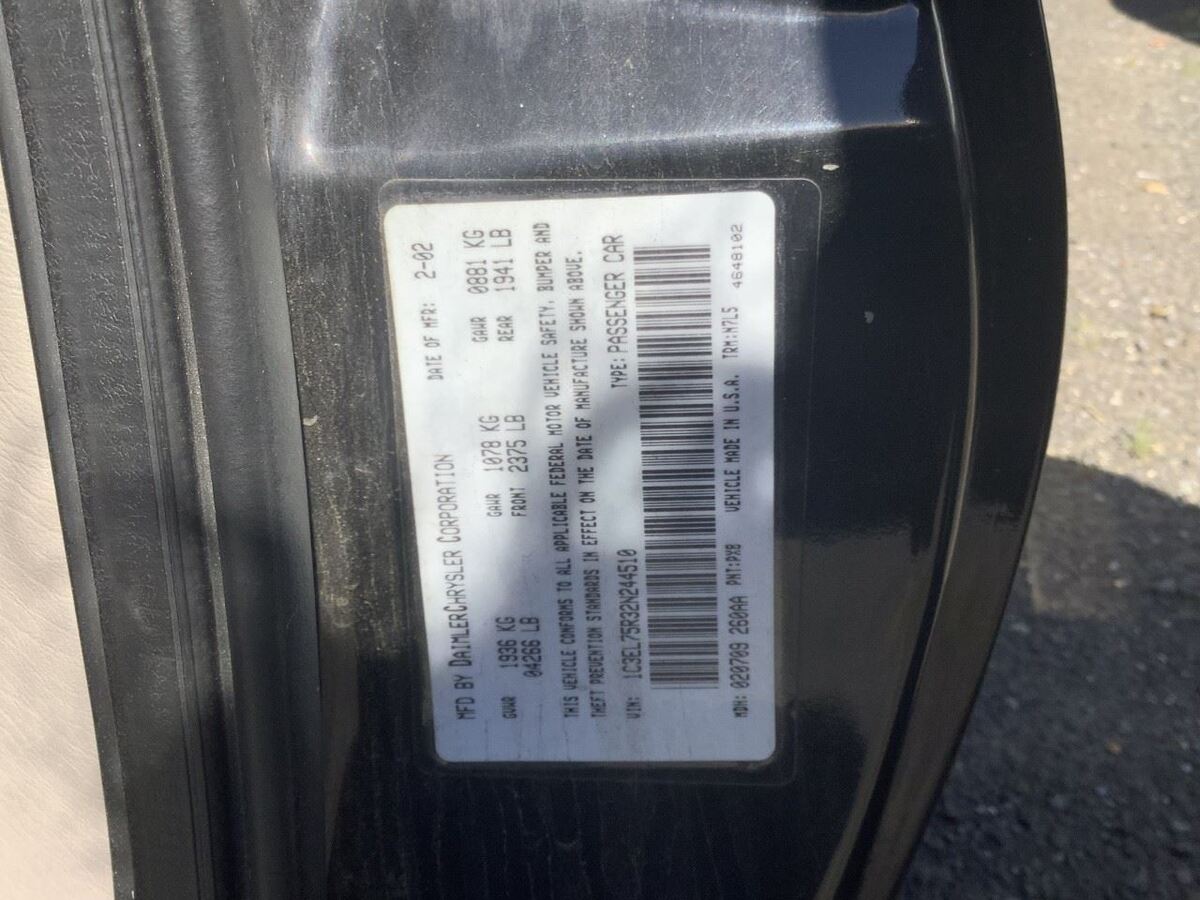 MFD BY DAIMLERCHRYSLER CORPORATION DATE OF MFR: 2-02
GVWR 1936 KG GAWR 1078 KG GAWR 0881 KG
04266 LB FRONT 2375 LB REAR 1941 LB
THIS VEHICLE CONFORMS TO ALL APPLICABLE FEDERAL MOTOR VEHICLE SAFETY, BUMPER AND
THEFT PREVENTION STANDARDS IN EFFECT ON THE DATE OF MANUFACTURE SHOWN ABOVE.
VIN: 1C3EL75R32N244510 TYPE: PASSENGER CAR
MDH: 020709 260AA PNT:PX8 VEHICLE MADE IN U.S.A. TRM:N7L5 4648102